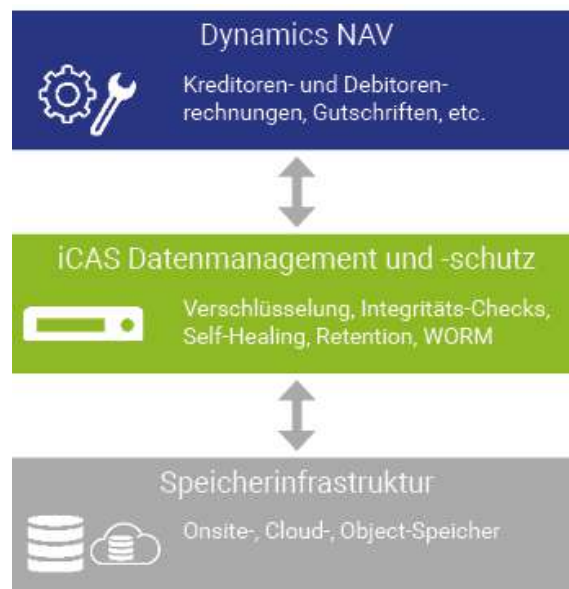 Dynamics NAV
Kreditoren- und Debitoren-
rechnungen, Gutschriften, etc.
iCAS Datenmanagement und -schutz
Verschlüsselung, Integritäts-Checks,
Self-Healing, Retention, WORM
Speicherinfrastruktur
Onsite-, Cloud-, Object-Speicher